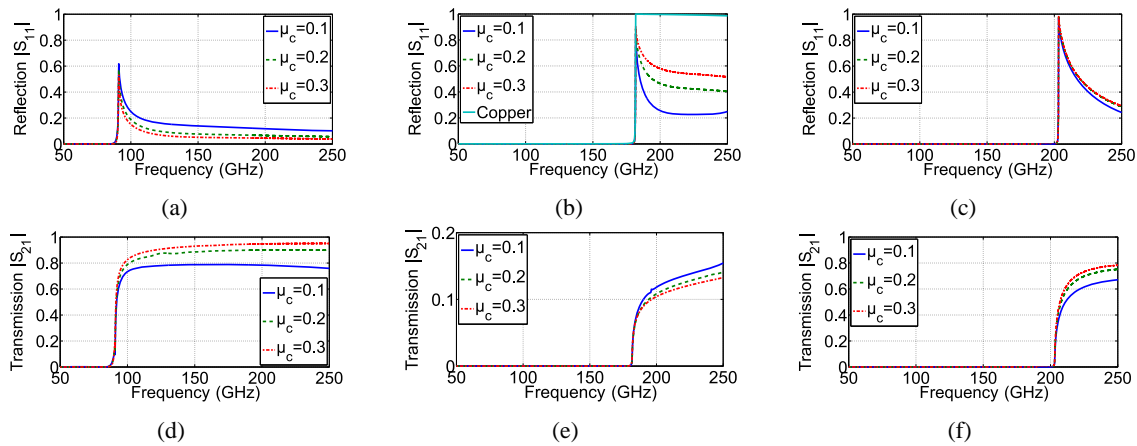 Reflection |S11|
1
0.8
0.6
0.4
0.2
0
μc=0.1
μc=0.2
μc=0.3
50 100 150 200 250
Frequency (GHz)
(a)
Reflection |S11|
1
0.8
0.6
0.4
0.2
0
μc=0.1
μc=0.2
μc=0.3
Copper
50 100 150 200 250
Frequency (GHz)
(b)
Reflection |S11|
1
0.8
0.6
0.4
0.2
0
μc=0.1
μc=0.2
μc=0.3
50 100 150 200 250
Frequency (GHz)
(c)
Transmission |S21|
1
0.8
0.6
0.4
0.2
0
μc=0.1
μc=0.2
μc=0.3
50 100 150 200 250
Frequency (GHz)
(d)
Transmission |S21|
0.2
0.1
0
μc=0.1
μc=0.2
μc=0.3
50 100 150 200 250
Frequency (GHz)
(e)
Transmission |S21|
1
0.8
0.6
0.4
0.2
0
μc=0.1
μc=0.2
μc=0.3
50 100 150 200 250
Frequency (GHz)
(f)